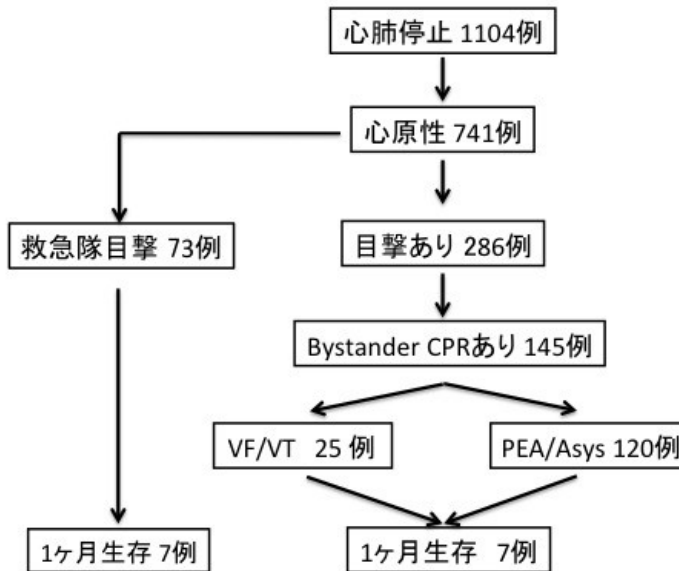 心肺停止 1104例
心原性 741例
救急隊目撃 73例
目撃あり 286例
Bystander CPRあり 145例
VF/VT 25 例
PEA/Asys 120例
1ヶ月生存 7例
1ヶ月生存 7例